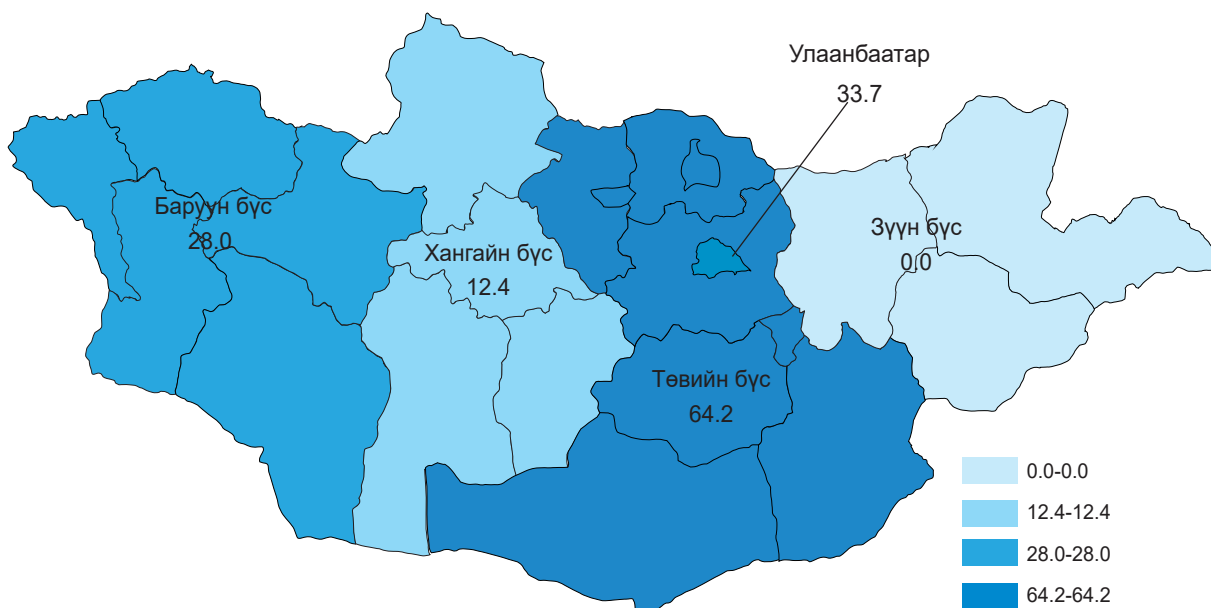 Улаанбаатар
33.7
Баруун бүс
28.0
Хангайн бүс
12.4
Зүүн бүс
0.0
Төвийн бүс
64.2
0.0-0.0
12.4-12.4
28.0-28.0
64.2-64.2